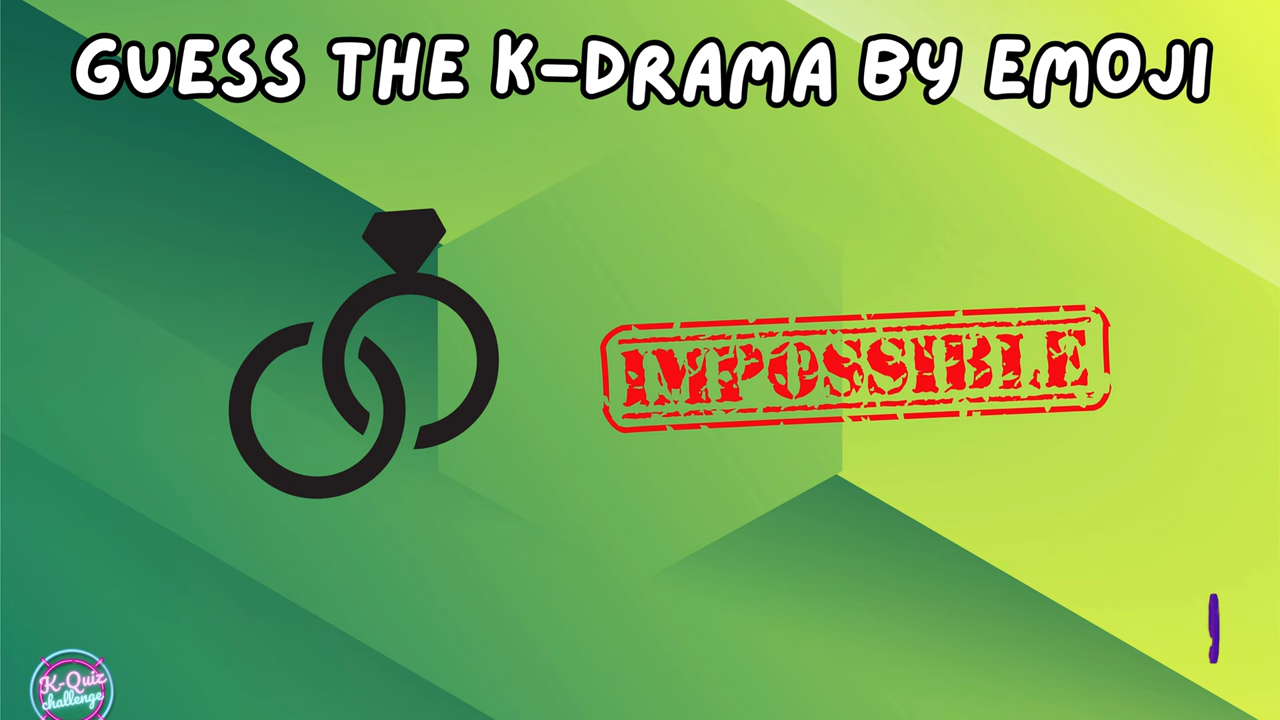 GUESS THE K-DRAMA BY EMOJI
IMPOSSIBLE
K-Quiz
challenge